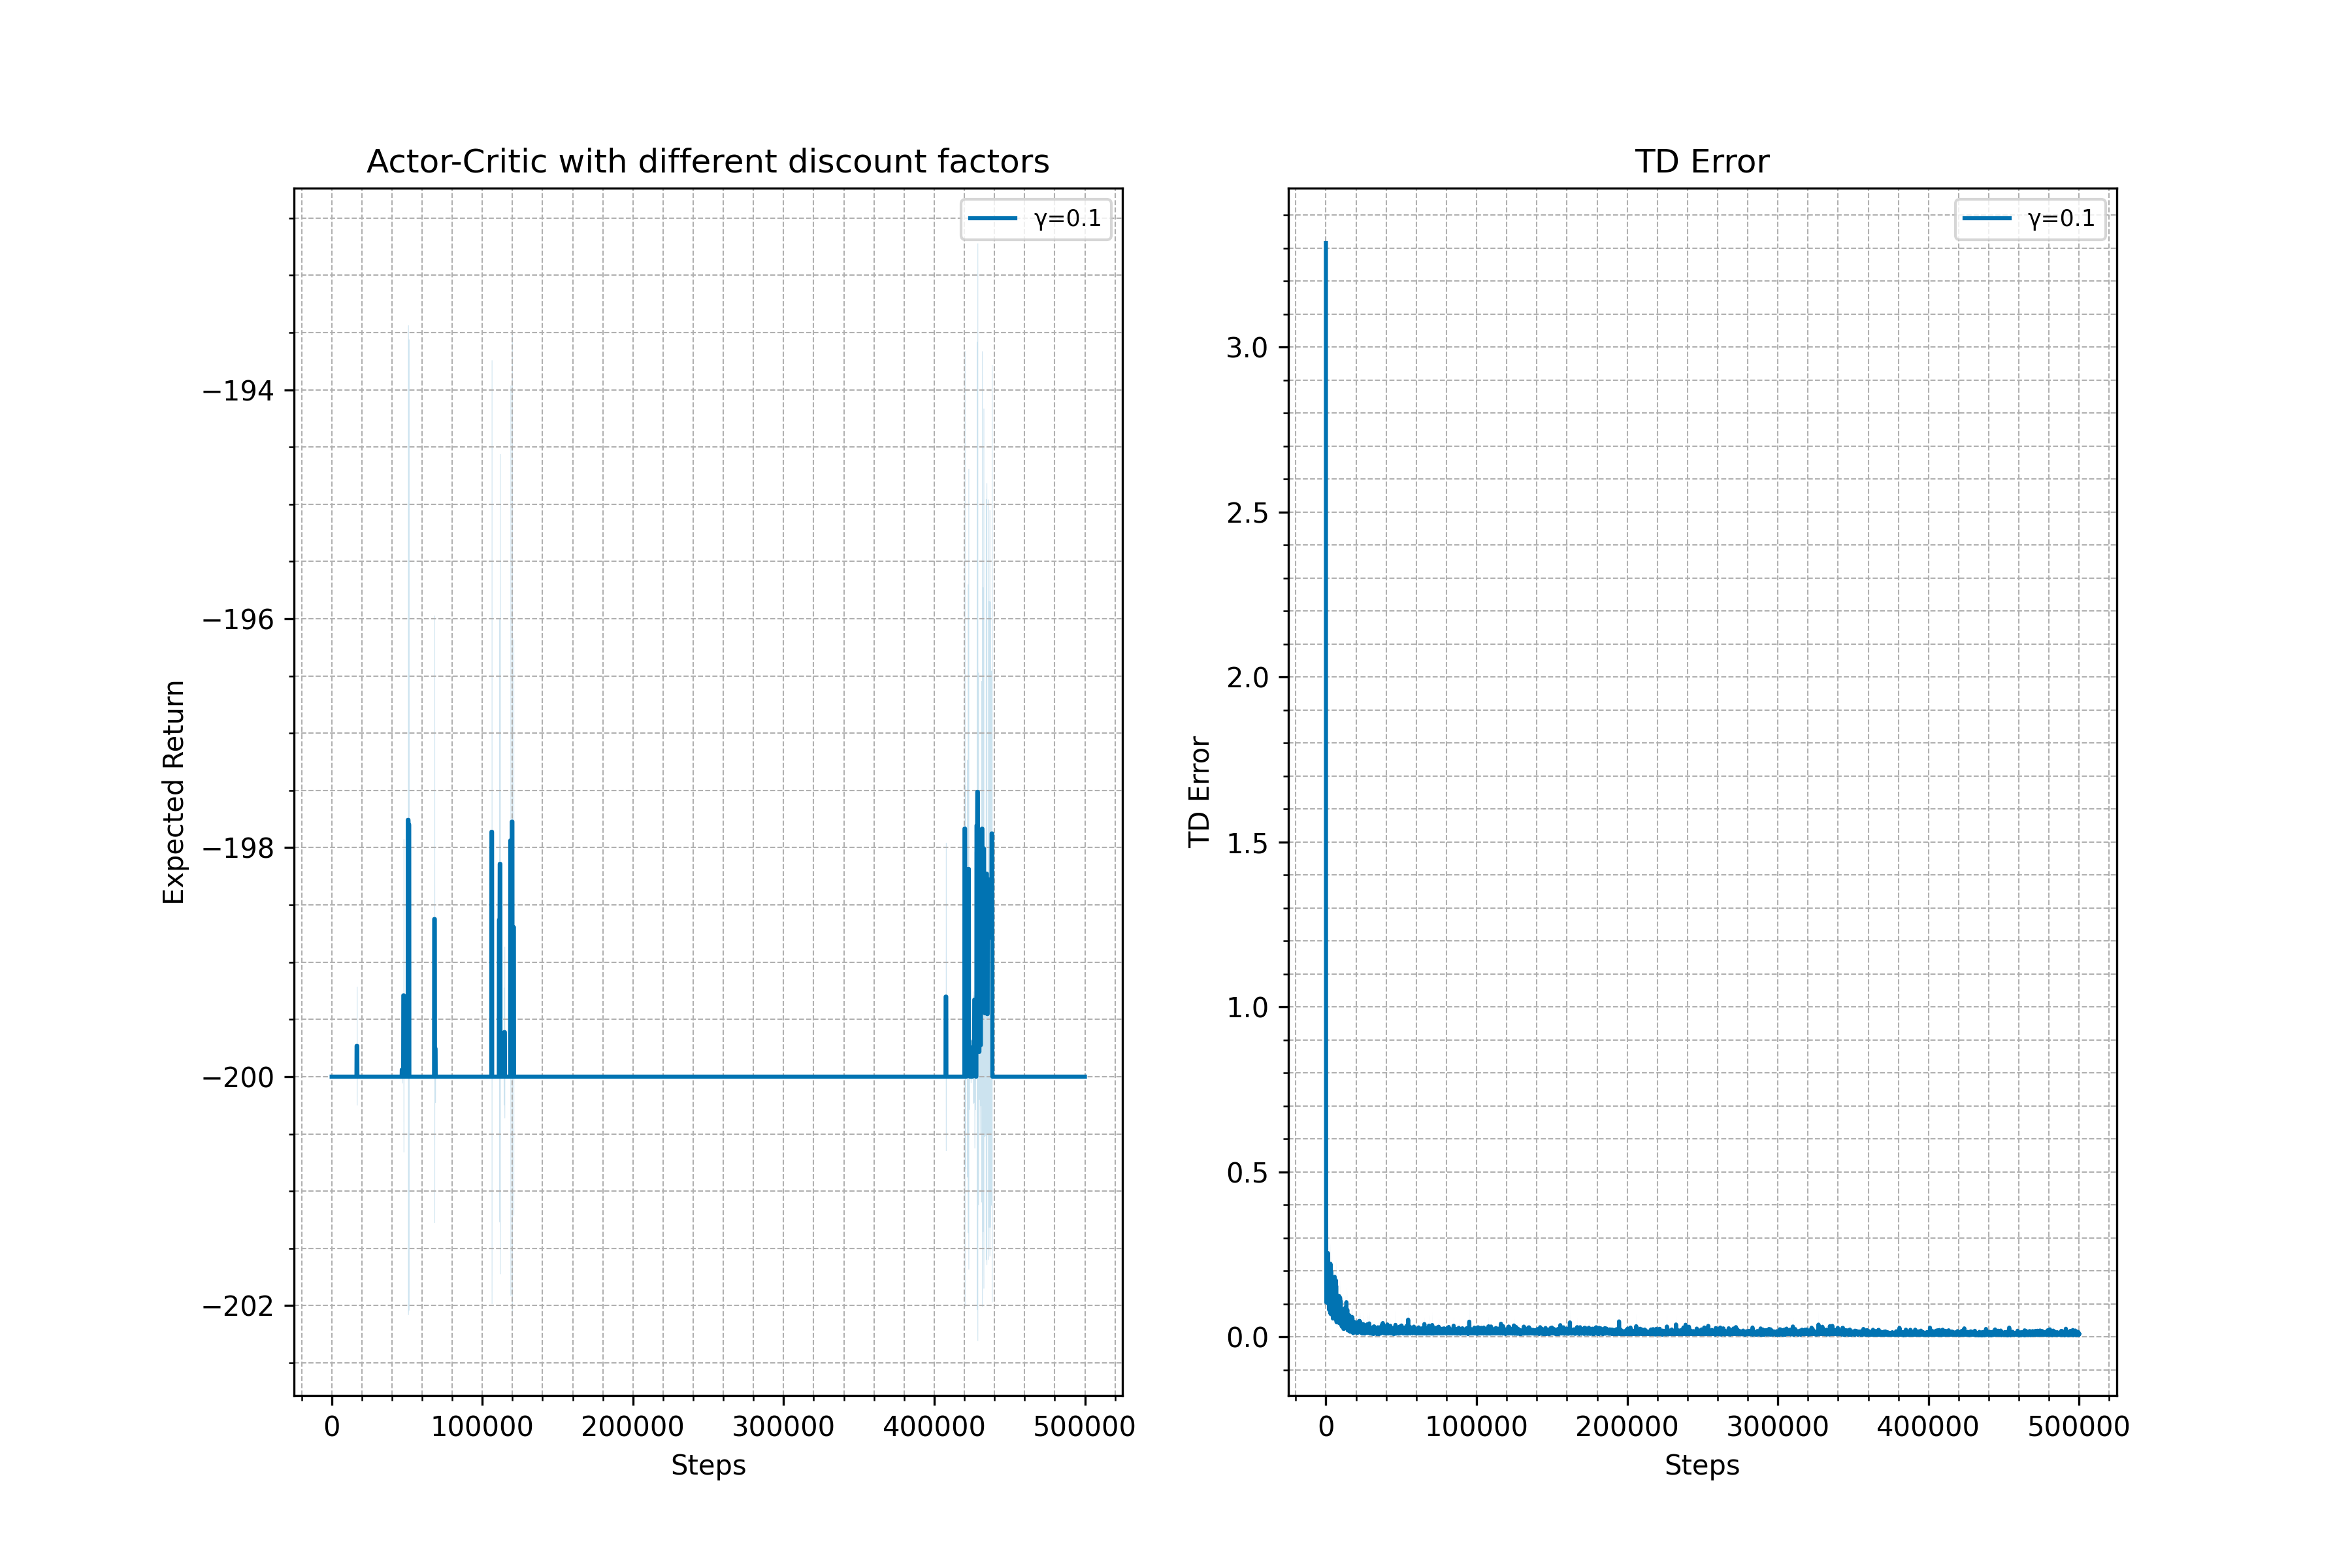 Actor-Critic with different discount factors
γ=0.1
−194
−196
−198
−200
−202
Expected Return
0 100000 200000 300000 400000 500000
Steps
TD Error
γ=0.1
3.0
2.5
2.0
1.5
1.0
0.5
0.0
TD Error
0 100000 200000 300000 400000 500000
Steps